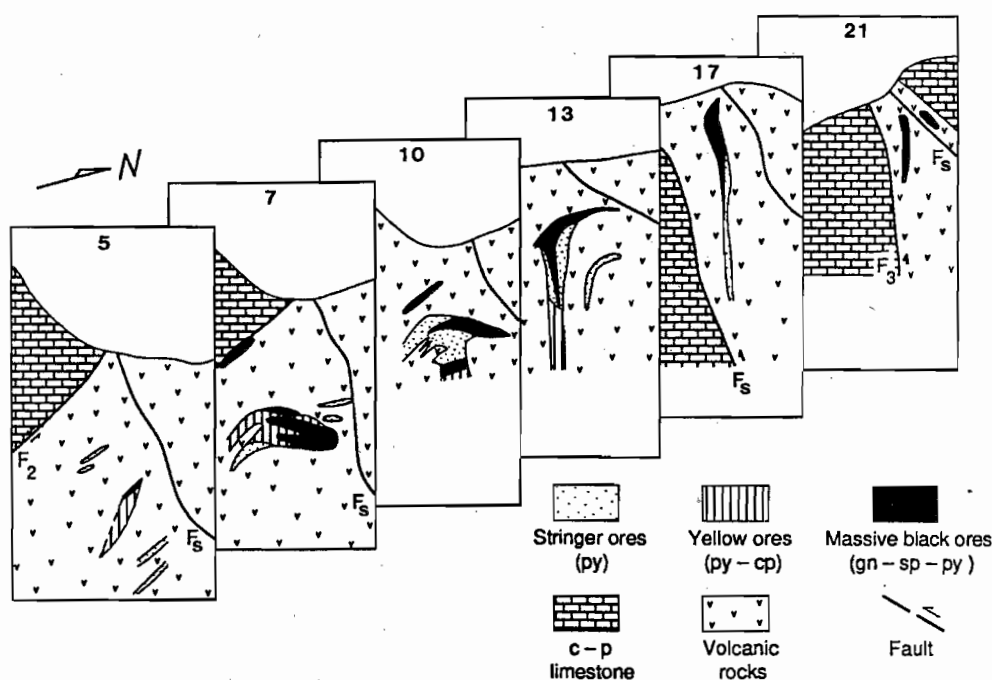 21
17
13
10
N
7
5
Fs
F3
Fs
F2
Fs
Fs
Stringer ores
(py)
Yellow ores
(py – cp)
Massive black ores
(gn – sp – py)
c – p
limestone
Volcanic
rocks
Fault